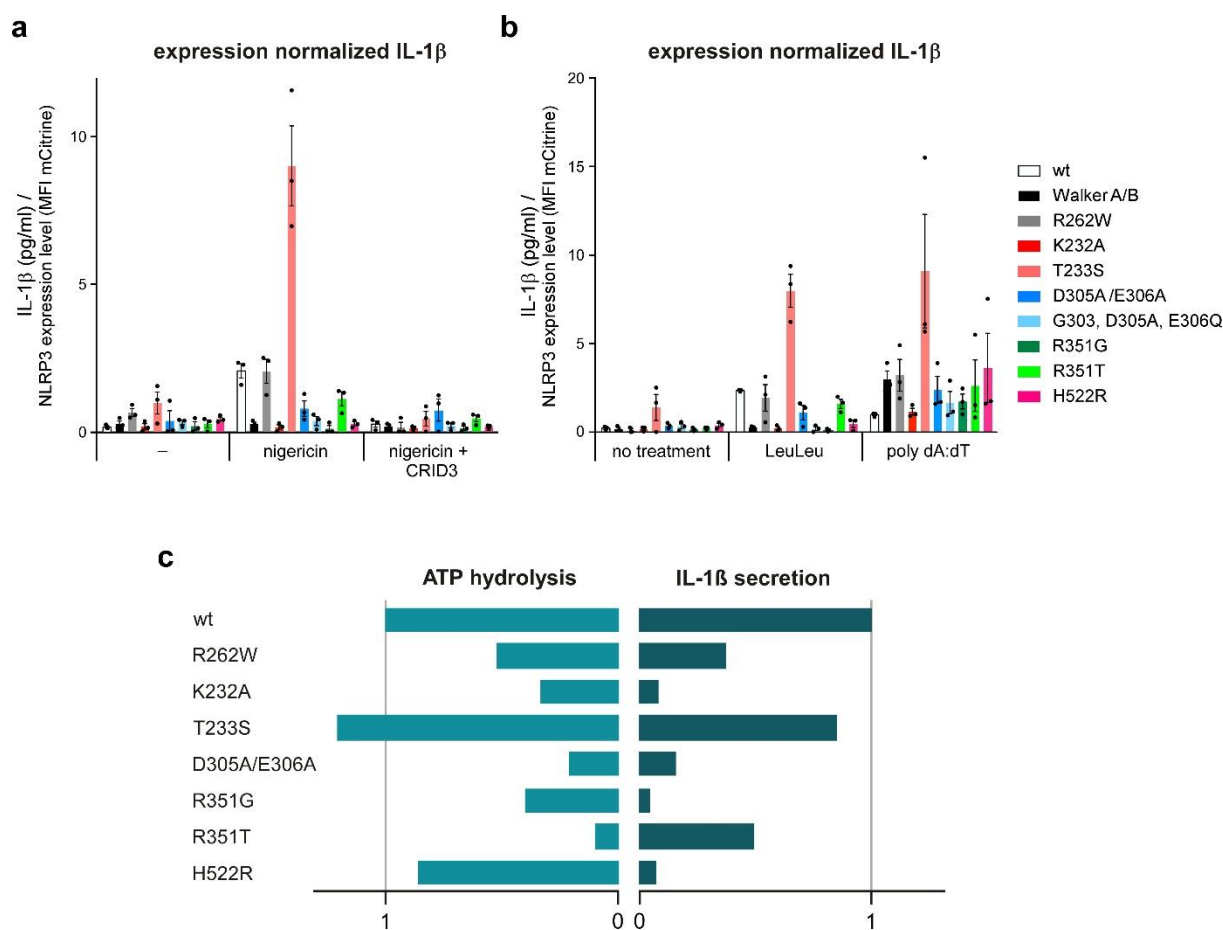 a
expression normalized IL-1β
IL-1β (pg/ml) /
NLRP3 expression level (MFI mCitrine)
10
5
0
–
nigericin
nigericin +
CRID3
b
expression normalized IL-1β
IL-1β (pg/ml) /
NLRP3 expression level (MFI mCitrine)
20
15
10
5
0
no treatment
LeuLeu
poly dA:dT
wt
Walker A/B
R262W
K232A
T233S
D305A/E306A
G303, D305A, E306Q
R351G
R351T
H522R
c
ATP hydrolysis
IL-1ß secretion
wt
R262W
K232A
T233S
D305A/E306A
R351G
R351T
H522R
1
0
0
1